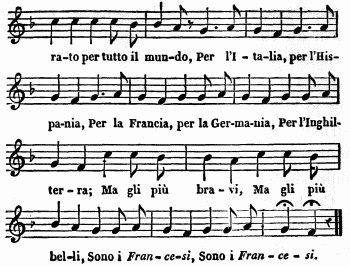 ra-to per tutto il mun-do, Per l'I-ta-lia, per l'His-
pa-nia, Per la Francia, per la Ger-ma-nia, Per l'Inghil-
ter-ra; Ma gli più bra-vi, Ma gli più
bel-li, Sono i Fran-ce-si, Sono i Fran-ce-si.